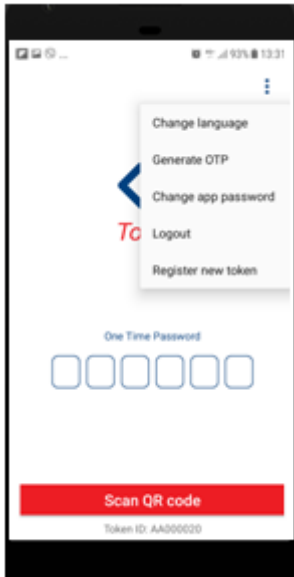 93% 13:31
Change language
Generate OTP
Change app password
To
Logout
Register new token
One Time Password
Scan QR code
Token ID: AA000020